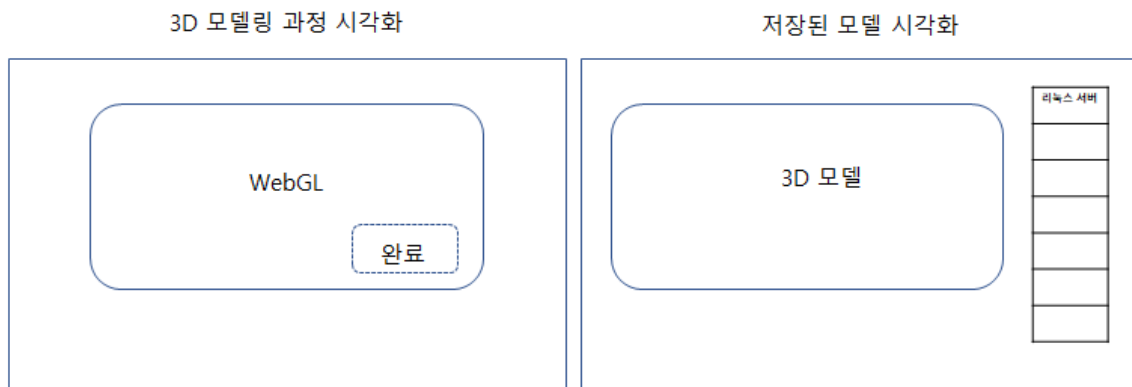 3D 모델링 과정 시각화
저장된 모델 시각화
WebGL
완료
3D 모델
리눅스 서버